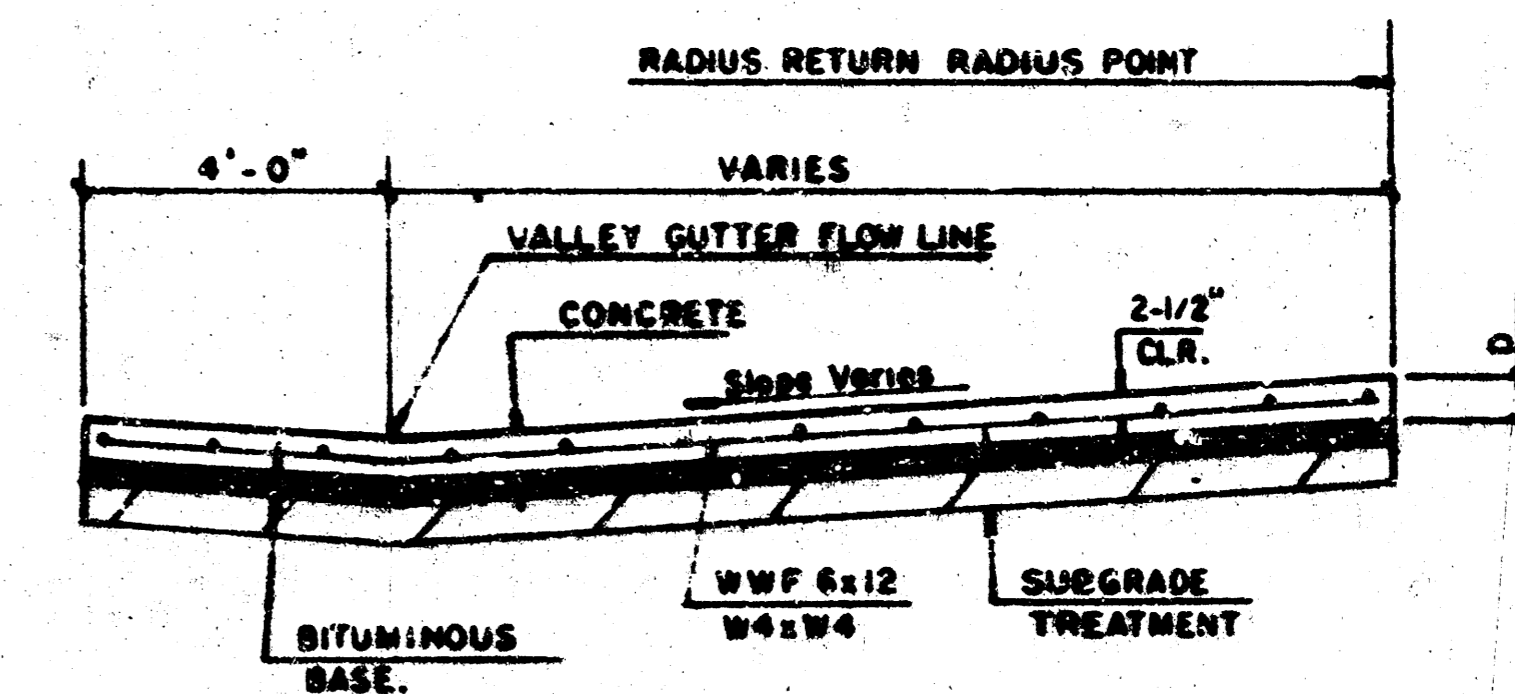 RADIUS RETURN RADIUS POINT
4'-0"
VARIES
VALLEY GUTTER FLOW LINE
CONCRETE
2-1/2"
CLR.
D
Slope Varies
WWF 6x12
W4xW4
SUBGRADE
TREATMENT
BITUMINOUS
BASE.